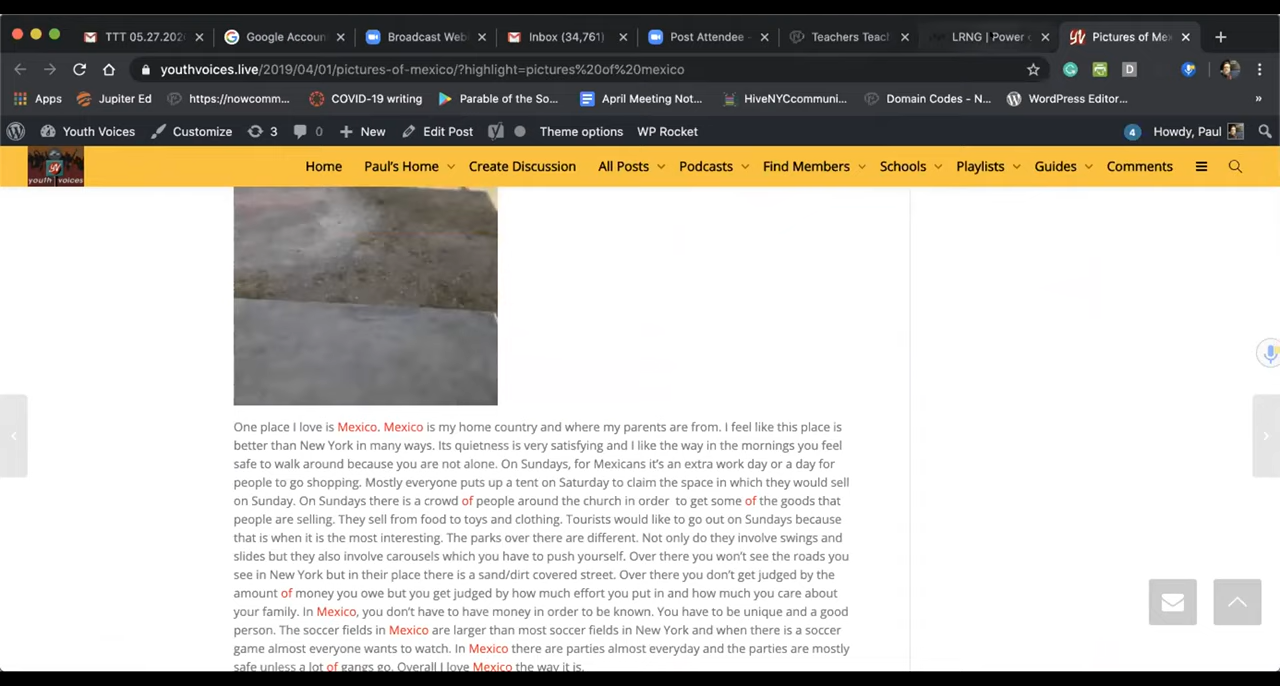 TTT 05.27.202
Google Accoun
Broadcast Web
Inbox (34,761)
Post Attendee -
Teachers Teac
LRNG | Power o
Pictures of Me
youthvoices.live/2019/04/01/pictures-of-mexico/?highlight=pictures%20of%20mexico
Apps
Jupiter Ed
https://nowcomm...
COVID-19 writing
Parable of the So...
April Meeting Not...
HiveNYCcommuni...
Domain Codes - N...
WordPress Editor...
»
Youth Voices
Customize
3
0
New
Edit Post
Theme options
WP Rocket
4
Howdy, Paul
youth voices
Home
Paul's Home
Create Discussion
All Posts
Podcasts
Find Members
Schools
Playlists
Guides
Comments
One place I love is Mexico. Mexico is my home country and where my parents are from. I feel like this place is
better than New York in many ways. Its quietness is very satisfying and I like the way in the mornings you feel
safe to walk around because you are not alone. On Sundays, for Mexicans it's an extra work day or a day for
people to go shopping. Mostly everyone puts up a tent on Saturday to claim the space in which they would sell
on Sunday. On Sundays there is a crowd of people around the church in order to get some of the goods that
people are selling. They sell from food to toys and clothing. Tourists would like to go out on Sundays because
that is when it is the most interesting. The parks over there are different. Not only do they involve swings and
slides but they also involve carousels which you have to push yourself. Over there you won't see the roads you
see in New York but in their place there is a sand/dirt covered street. Over there you don't get judged by the
amount of money you owe but you get judged by how much effort you put in and how much you care about
your family. In Mexico, you don't have to have money in order to be known. You have to be unique and a good
person. The soccer fields in Mexico are larger than most soccer fields in New York and when there is a soccer
game almost everyone wants to watch. In Mexico there are parties almost everyday and the parties are mostly
safe unless a lot of gangs go. Overall I love Mexico the way it is.